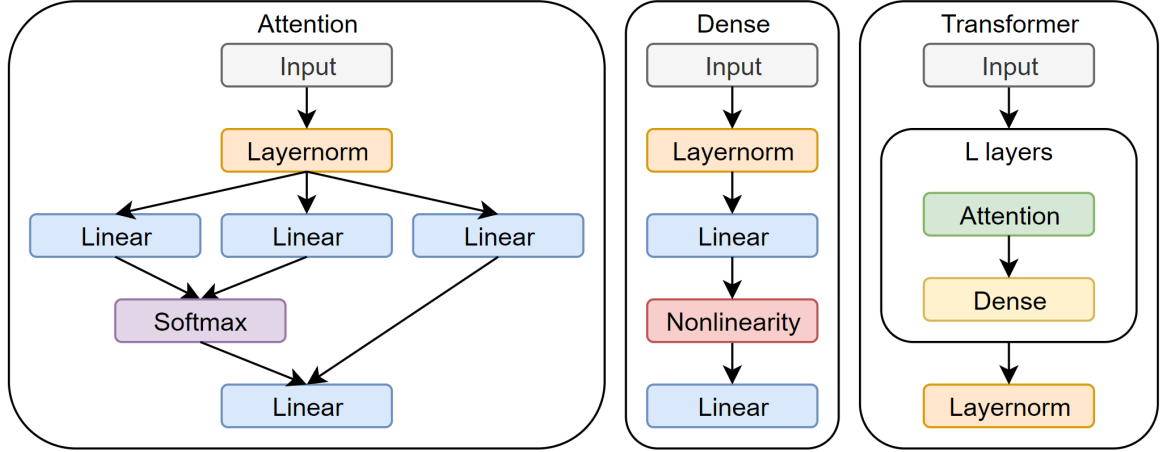 Attention
Input
Layernorm
Linear
Linear
Linear
Softmax
Linear
Dense
Input
Layernorm
Linear
Nonlinearity
Linear
Transformer
Input
L layers
Attention
Dense
Layernorm